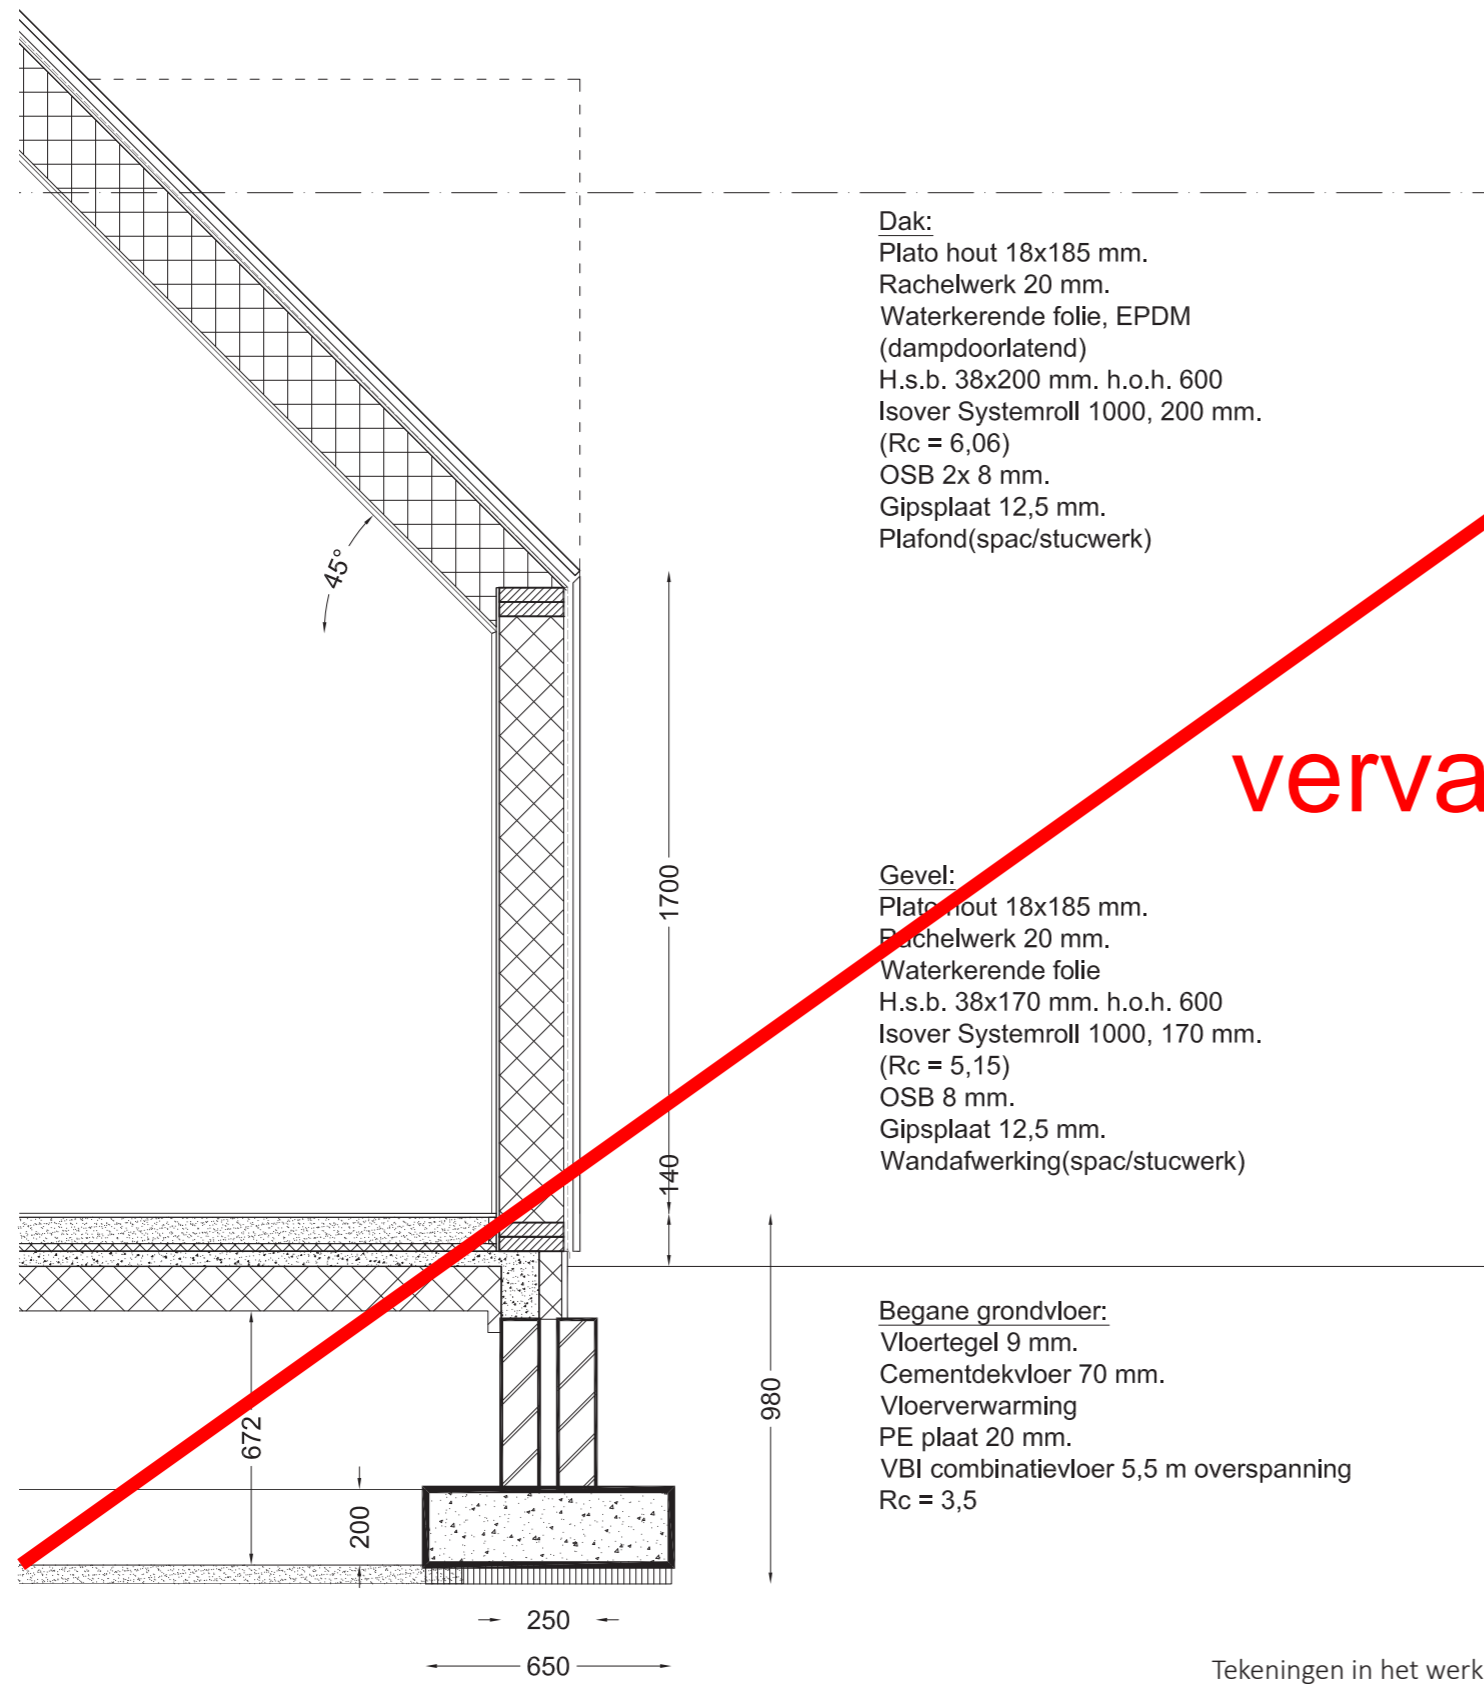 Dak:
Plato hout 18x185 mm.
Rachelwerk 20 mm.
Waterkerende folie, EPDM
(dampdoorlatend)
H.s.b. 38x200 mm. h.o.h. 600
Isover Systemroll 1000, 200 mm.
(Rc = 6,06)
OSB 2x 8 mm.
Gipsplaat 12,5 mm.
Plafond(spac/stucwerk)
45°
verva
1700
Gevel:
Plato hout 18x185 mm.
Rachelwerk 20 mm.
Waterkerende folie
H.s.b. 38x170 mm. h.o.h. 600
Isover Systemroll 1000, 170 mm.
(Rc = 5,15)
OSB 8 mm.
Gipsplaat 12,5 mm.
Wandafwerking(spac/stucwerk)
140
Begane grondvloer:
Vloertegel 9 mm.
Cementdekvloer 70 mm.
Vloerverwarming
PE plaat 20 mm.
VBI combinatievloer 5,5 m overspanning
Rc = 3,5
980
672
200
250
650
Tekeningen in het werk